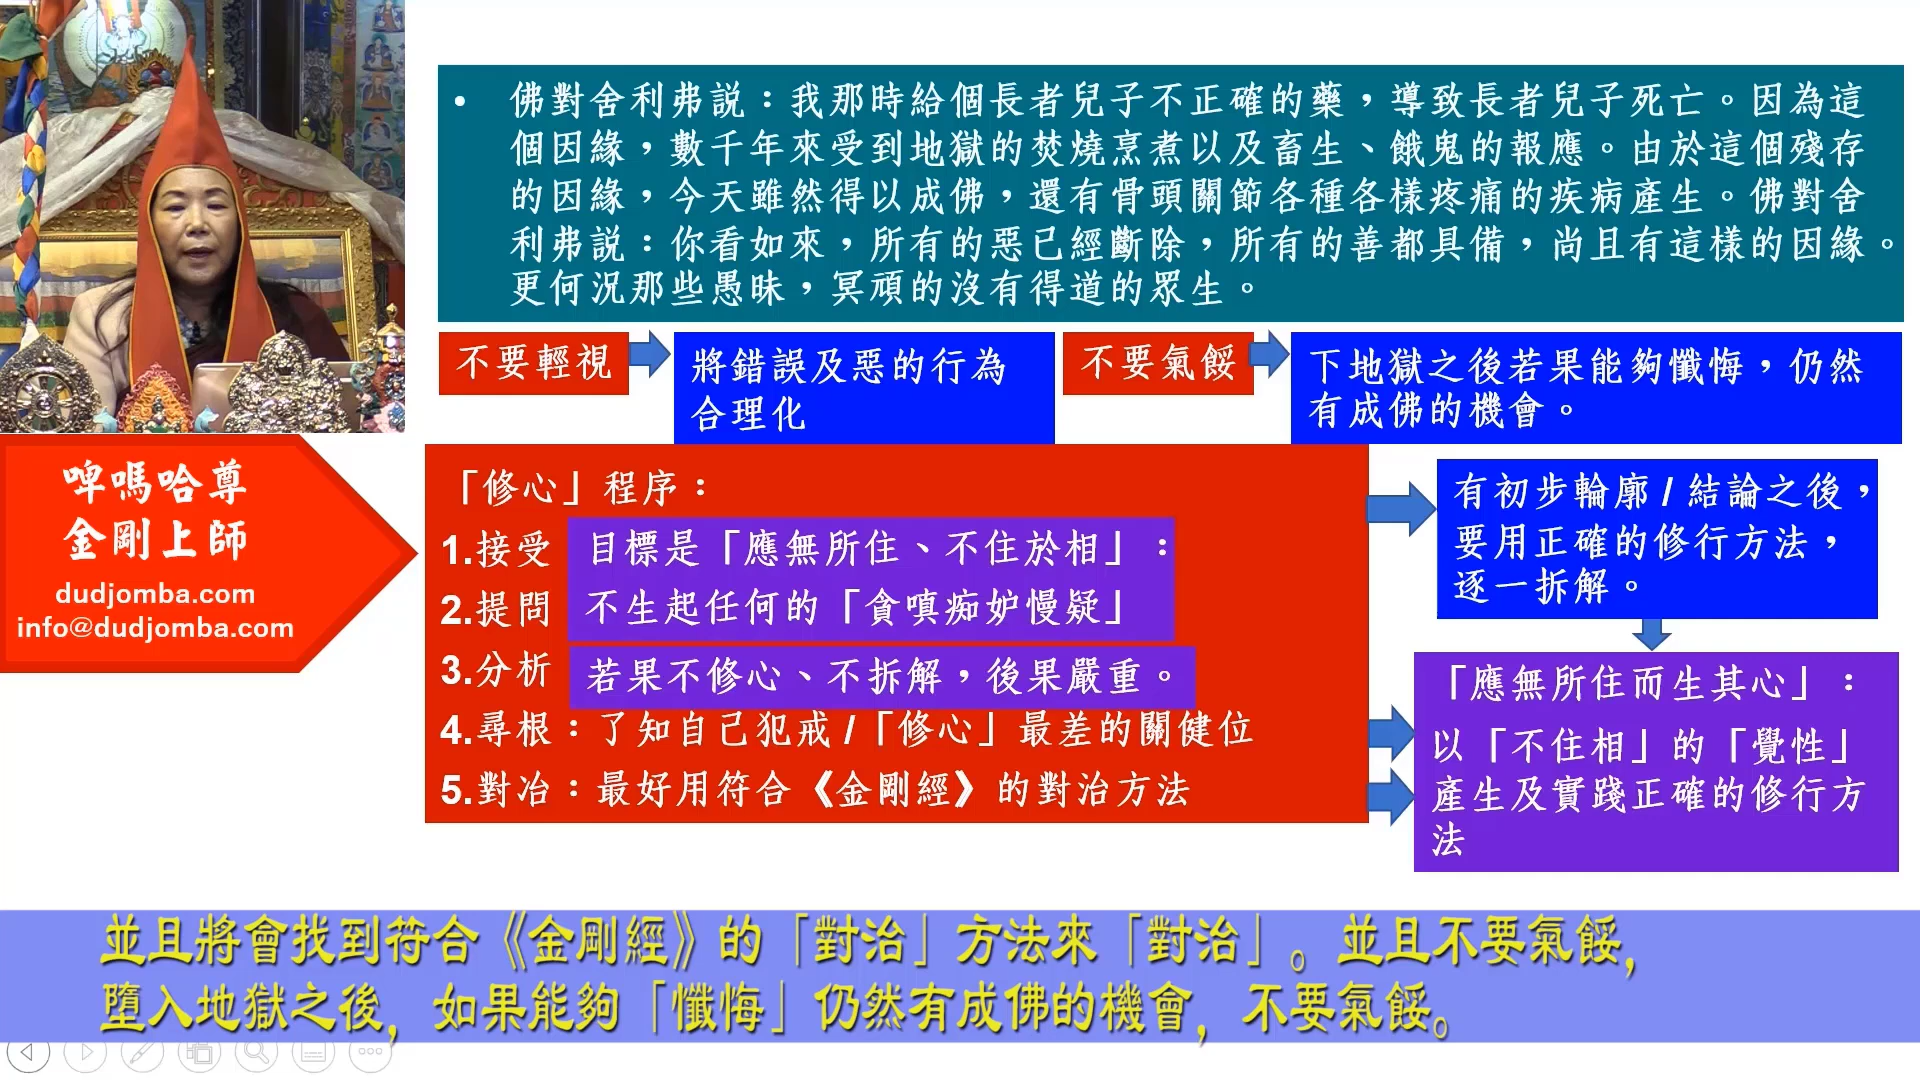 • 佛對舍利弗説：我那時給個長者兒子不正確的藥，導致長者兒子死亡。因為這
個因緣，數千年來受到地獄的焚燒烹煮以及畜生、餓鬼的報應。由於這個殘存
的因緣，今天雖然得以成佛，還有骨頭關節各種各樣疼痛的疾病產生。佛對舍
利弗説：你看如來，所有的惡已經斷除，所有的善都具備，尚且有這樣的因緣。
更何況那些愚昧，冥頑的沒有得道的眾生。
不要輕視
將錯誤及惡的行為
合理化
不要氣餒
下地獄之後若果能夠懺悔，仍然
有成佛的機會。
啤嗎哈尊
金剛上師
dudjomba.com
info@dudjomba.com
「修心」程序：
1.接受
目標是「應無所住、不住於相」：
2.提問
不生起任何的「貪嗔痴妒慢疑」
3.分析
若果不修心、不拆解，後果嚴重。
4.尋根：了知自己犯戒 /「修心」最差的關健位
5.對冶：最好用符合《金剛經》的對治方法
有初步輪廓 / 結論之後，
要用正確的修行方法，
逐一拆解。
「應無所住而生其心」：
以「不住相」的「覺性」
產生及實踐正確的修行方
法
並且將會找到符合《金剛經》的「對治」方法來「對治」。並且不要氣餒，
墮入地獄之後，如果能夠「懺悔」仍然有成佛的機會，不要氣餒。